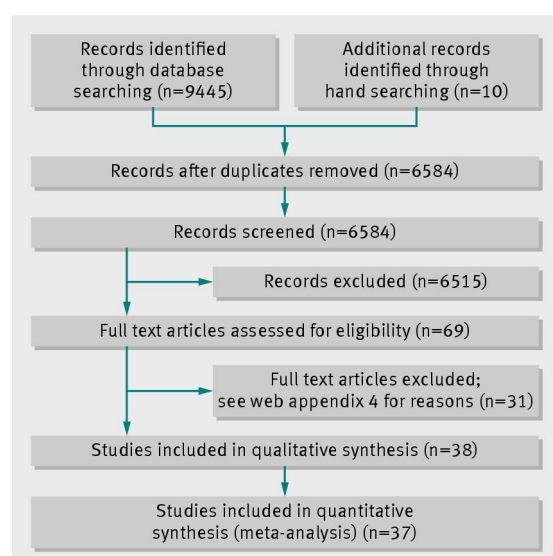 Records identified
through database
searching (n=9445)
Additional records
identified through
hand searching (n=10)
Records after duplicates removed (n=6584)
Records screened (n=6584)
Records excluded (n=6515)
Full text articles assessed for eligibility (n=69)
Full text articles excluded;
see web appendix 4 for reasons (n=31)
Studies included in qualitative synthesis (n=38)
Studies included in quantitative
synthesis (meta-analysis) (n=37)